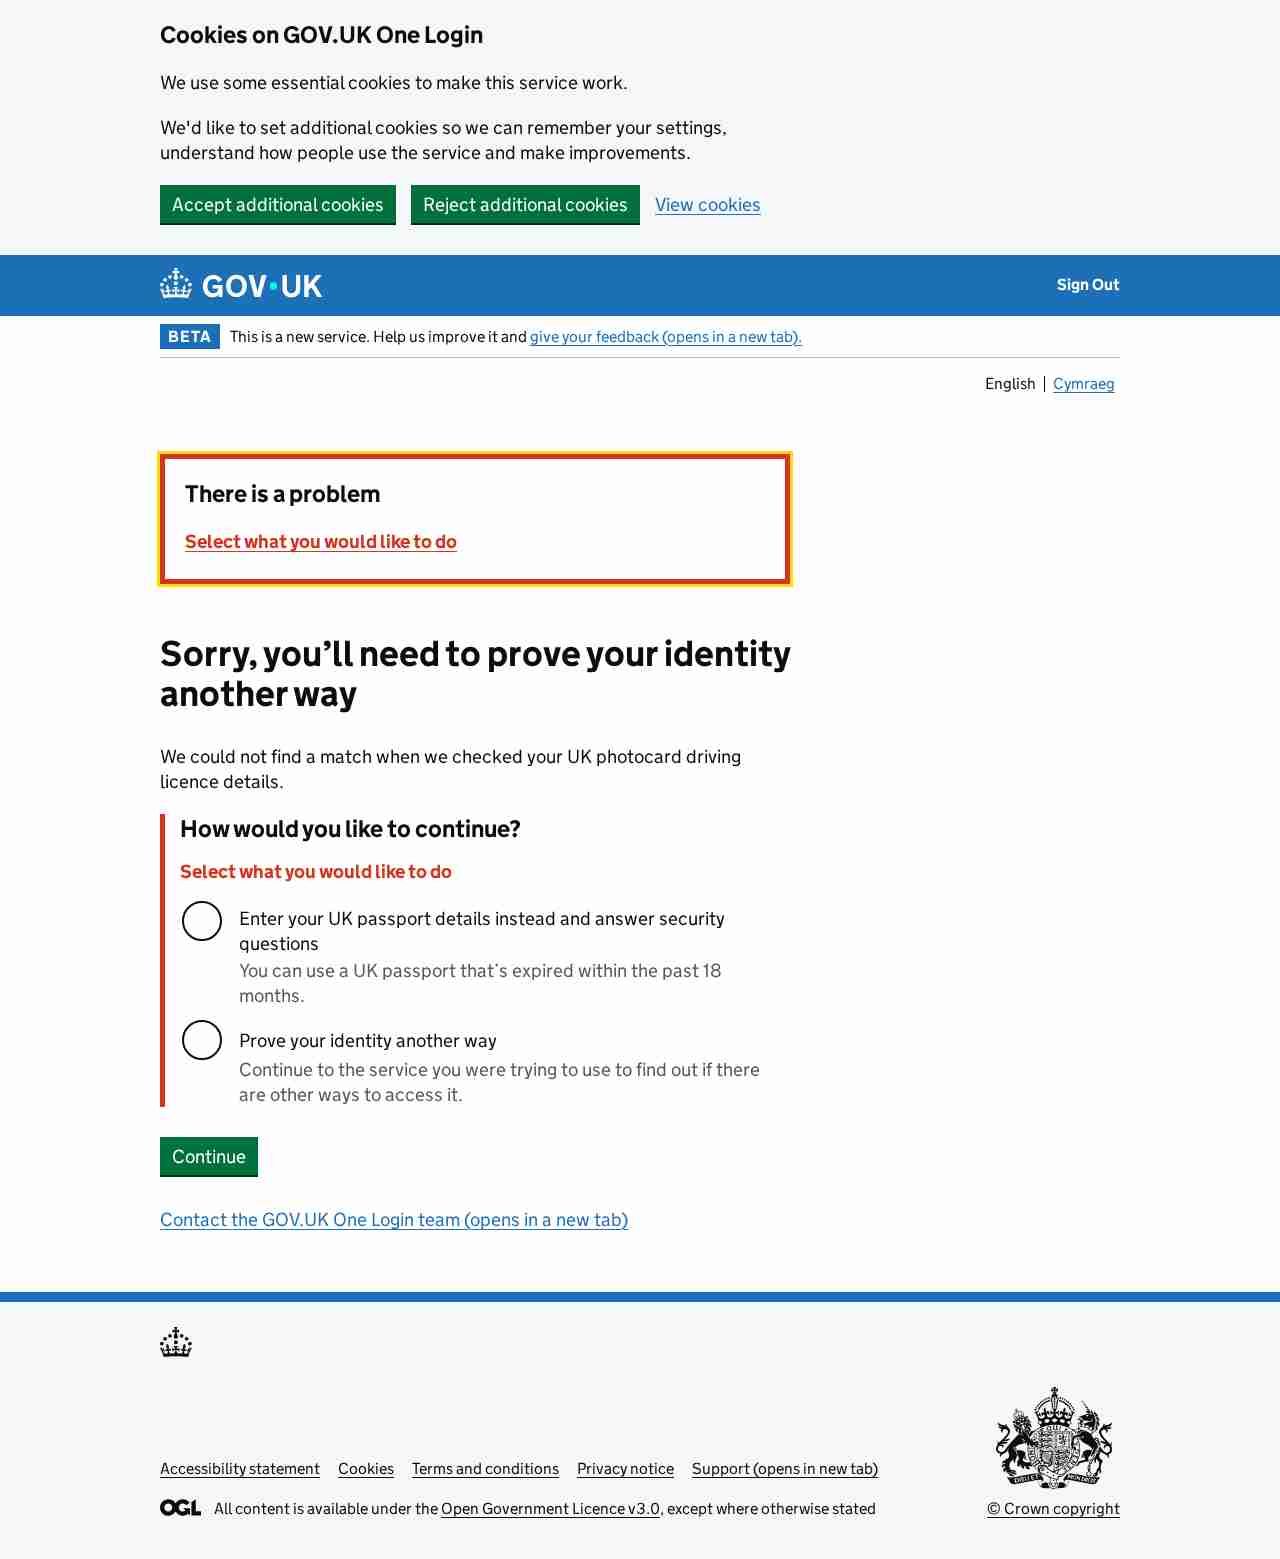 Cookies on GOV.UK One Login
We use some essential cookies to make this service work.
We'd like to set additional cookies so we can remember your settings,
understand how people use the service and make improvements.
Accept additional cookies Reject additional cookies View cookies
GOV·UK Sign Out
BETA This is a new service. Help us improve it and give your feedback (opens in a new tab).
English Cymraeg
There is a problem
Select what you would like to do
Sorry, you’ll need to prove your identity
another way
We could not find a match when we checked your UK photocard driving
licence details.
How would you like to continue?
Select what you would like to do
Enter your UK passport details instead and answer security
questions
You can use a UK passport that’s expired within the past 18
months.
Prove your identity another way
Continue to the service you were trying to use to find out if there
are other ways to access it.
Continue
Contact the GOV.UK One Login team (opens in a new tab)
Accessibility statement Cookies Terms and conditions Privacy notice Support (opens in new tab)
OGL All content is available under the Open Government Licence v3.0, except where otherwise stated
© Crown copyright